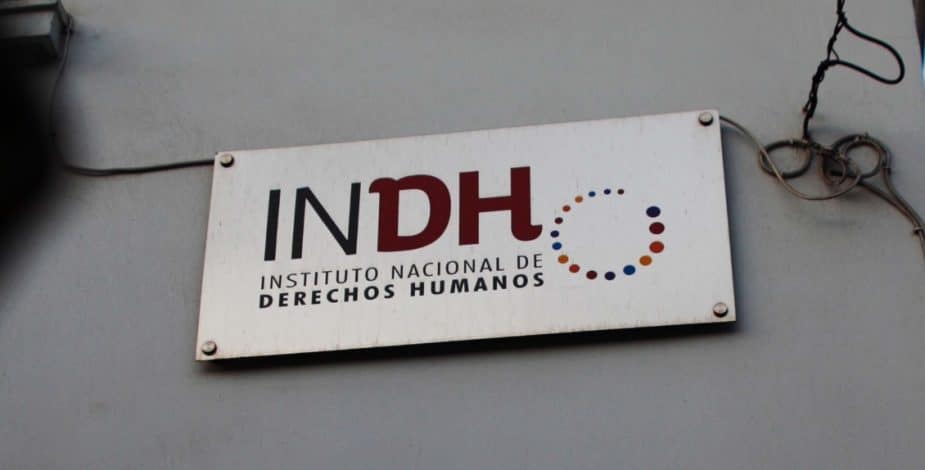 INDH
INSTITUTO NACIONAL DE
DERECHOS HUMANOS